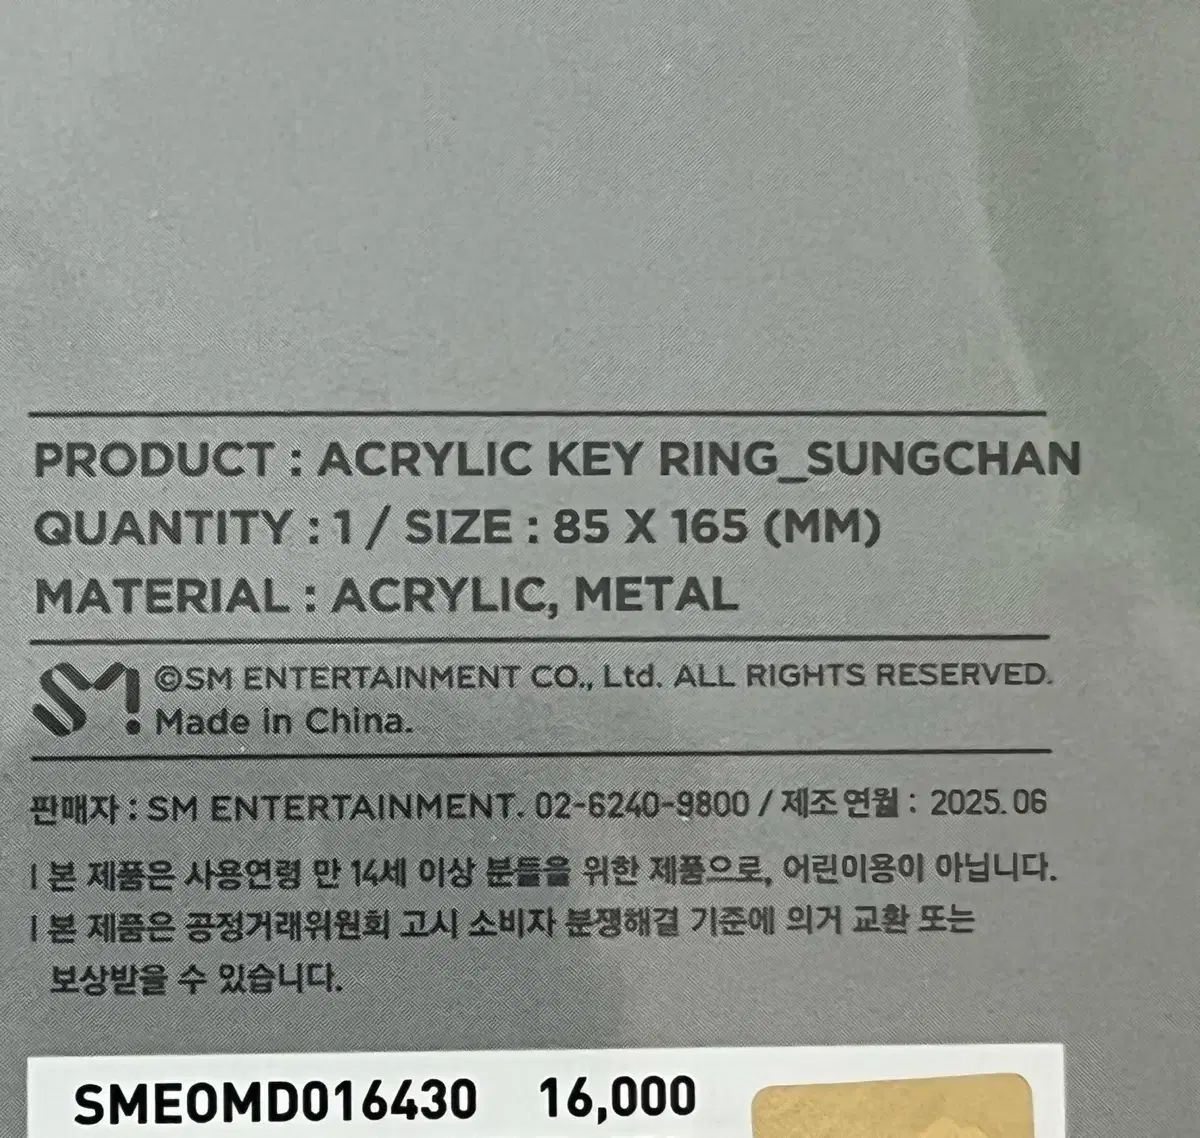 PRODUCT : ACRYLIC KEY RING_SUNGCHAN
QUANTITY : 1 / SIZE : 85 X 165 (MM)
MATERIAL : ACRYLIC, METAL
SM
©SM ENTERTAINMENT CO., Ltd. ALL RIGHTS RESERVED.
Made in China.
판매자 : SM ENTERTAINMENT. 02-6240-9800 / 제조연월 : 2025.06
I 본 제품은 사용연령 만 14세 이상 분들을 위한 제품으로, 어린이용이 아닙니다.
I 본 제품은 공정거래위원회 고시 소비자 분쟁해결 기준에 의거 교환 또는
보상받을 수 있습니다.
SMEOMD016430 16,000